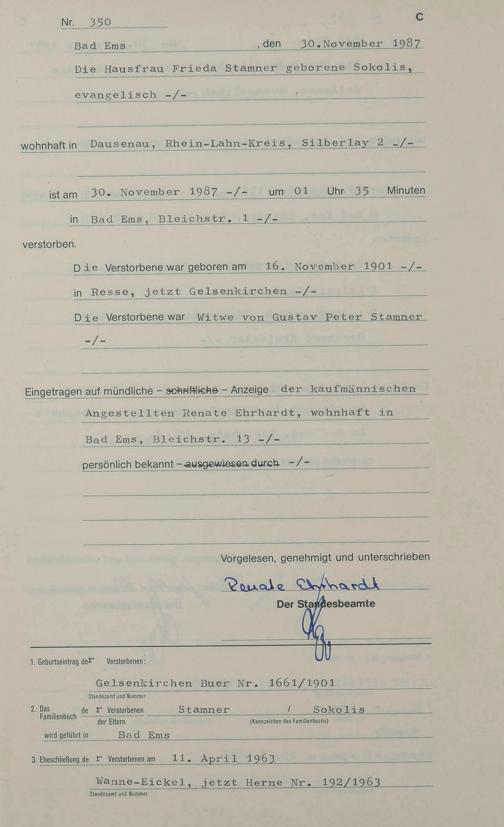 C
Nr. 350
Bad Ems , den 30. November 1987
Die Hausfrau Frieda Stamner geborene Sokolis,
evangelisch -/-
wohnhaft in Dausenau, Rhein-Lahn-Kreis, Silberlay 2 -/-
ist am 30. November 1987 -/- um 01 Uhr 35 Minuten
in Bad Ems, Bleichstr. 1 -/-
verstorben.
Die Verstorbene war geboren am 16. November 1901 -/-
in Resse, jetzt Gelsenkirchen -/-
Die Verstorbene war Witwe von Gustav Peter Stamner
-/-
Eingetragen auf mündliche – schriftliche – Anzeige der kaufmännischen
Angestellten Renate Ehrhardt, wohnhaft in
Bad Ems, Bleichstr. 13 -/-
persönlich bekannt – ausgewiesen durch -/-
Vorgelesen, genehmigt und unterschrieben
Renate Ehrhardt
Der Standesbeamte
1. Geburtseintrag der Verstorbenen:
Gelsenkirchen Buer Nr. 1661/1901
Standesamt und Nummer
2. Das Familienbuch de r Verstorbenen der Eltern Stamner / Sokolis
(Kennzeichen des Familienbuchs)
wird geführt in Bad Ems
3. Eheschließung de r Verstorbenen am 11. April 1963
Wanne-Eickel, jetzt Herne Nr. 192/1963
Standesamt und Nummer